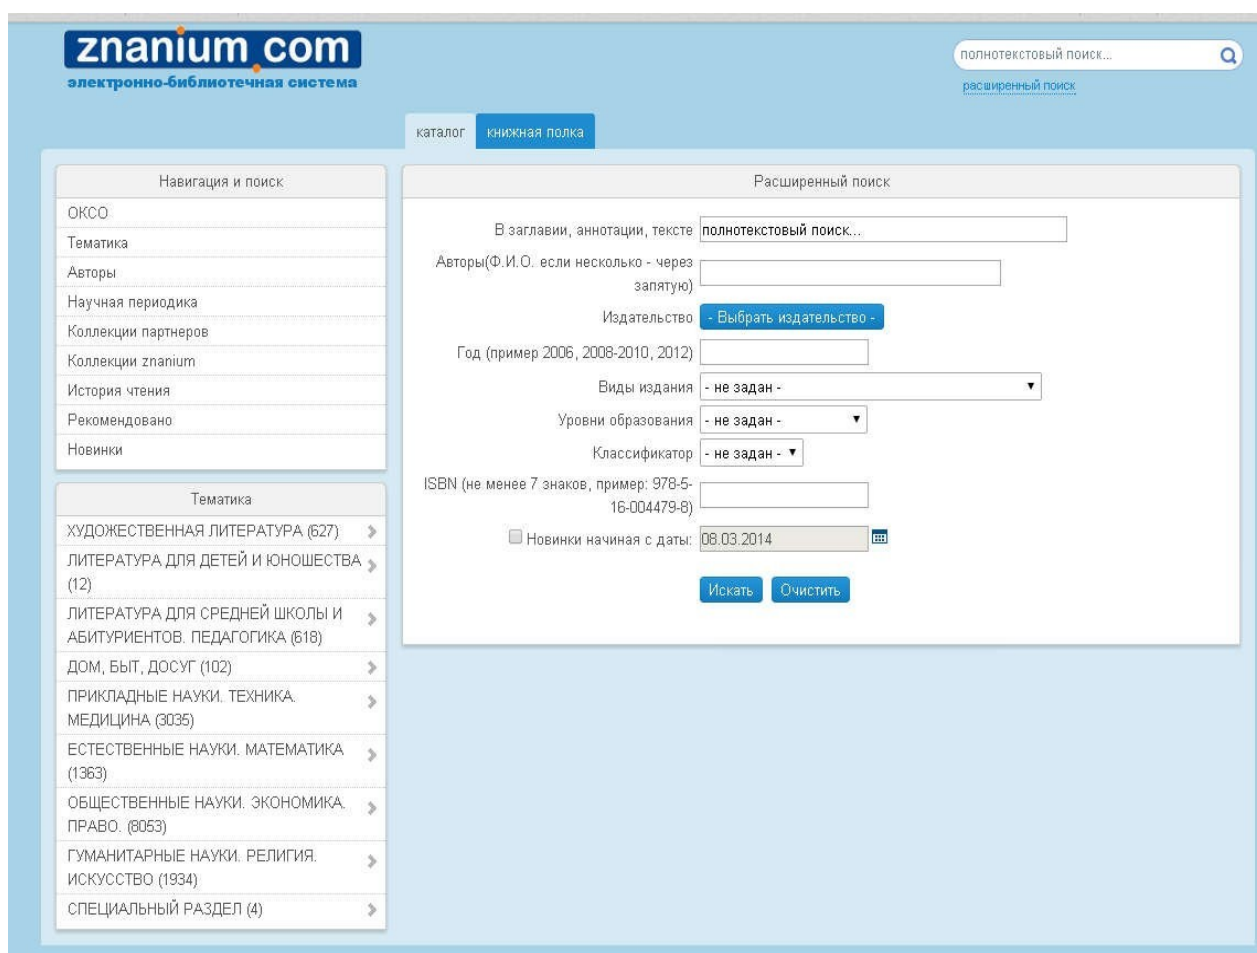 znanium.com
электронно-библиотечная система
полнотекстовый поиск...
расширенный поиск
каталог
книжная полка
Навигация и поиск
ОКСО
Тематика
Авторы
Научная периодика
Коллекции партнеров
Коллекции znanium
История чтения
Рекомендовано
Новинки
Тематика
ХУДОЖЕСТВЕННАЯ ЛИТЕРАТУРА (627)
ЛИТЕРАТУРА ДЛЯ ДЕТЕЙ И ЮНОШЕСТВА
(12)
ЛИТЕРАТУРА ДЛЯ СРЕДНЕЙ ШКОЛЫ И
АБИТУРИЕНТОВ. ПЕДАГОГИКА (618)
ДОМ, БЫТ, ДОСУГ (102)
ПРИКЛАДНЫЕ НАУКИ. ТЕХНИКА.
МЕДИЦИНА (3035)
ЕСТЕСТВЕННЫЕ НАУКИ. МАТЕМАТИКА
(1363)
ОБЩЕСТВЕННЫЕ НАУКИ. ЭКОНОМИКА.
ПРАВО. (8053)
ГУМАНИТАРНЫЕ НАУКИ. РЕЛИГИЯ.
ИСКУССТВО (1934)
СПЕЦИАЛЬНЫЙ РАЗДЕЛ (4)
Расширенный поиск
В заглавии, аннотации, тексте полнотекстовый поиск...
Авторы(Ф.И.О. если несколько - через
запятую)
Издательство - Выбрать издательство -
Год (пример 2006, 2008-2010, 2012)
Виды издания - не задан -
Уровни образования - не задан -
Классификатор - не задан -
ISBN (не менее 7 знаков, пример: 978-5-
16-004479-8)
Новинки начиная с даты: 08.03.2014
Искать Очистить